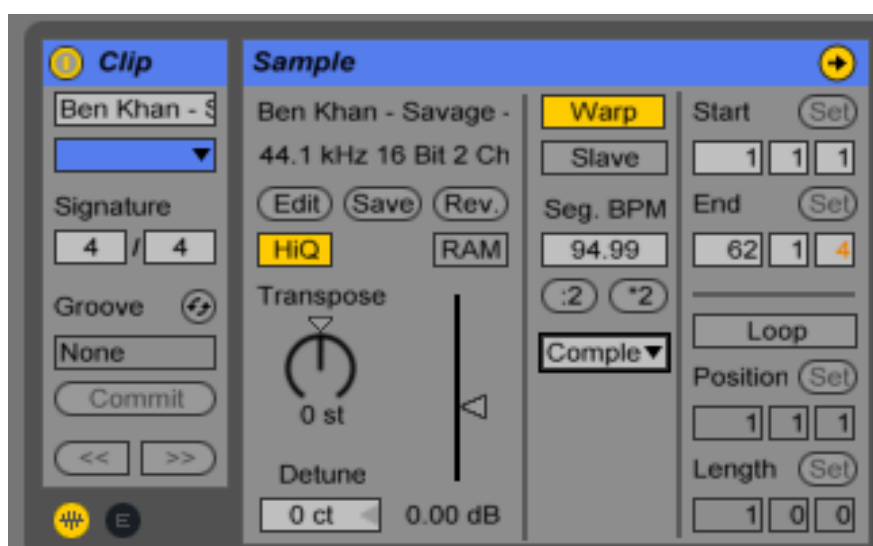 Clip
Ben Khan - S
Signature
4 / 4
Groove
None
Commit
<< >>
E
Sample
Ben Khan - Savage -
44.1 kHz 16 Bit 2 Ch
Edit Save Rev.
HiQ RAM
Transpose
0 st
Detune
0 ct 0.00 dB
Warp
Slave
Seg. BPM
94.99
:2 *2
Comple
Start Set
1 1 1
End Set
62 1 4
Loop
Position Set
1 1 1
Length Set
1 0 0